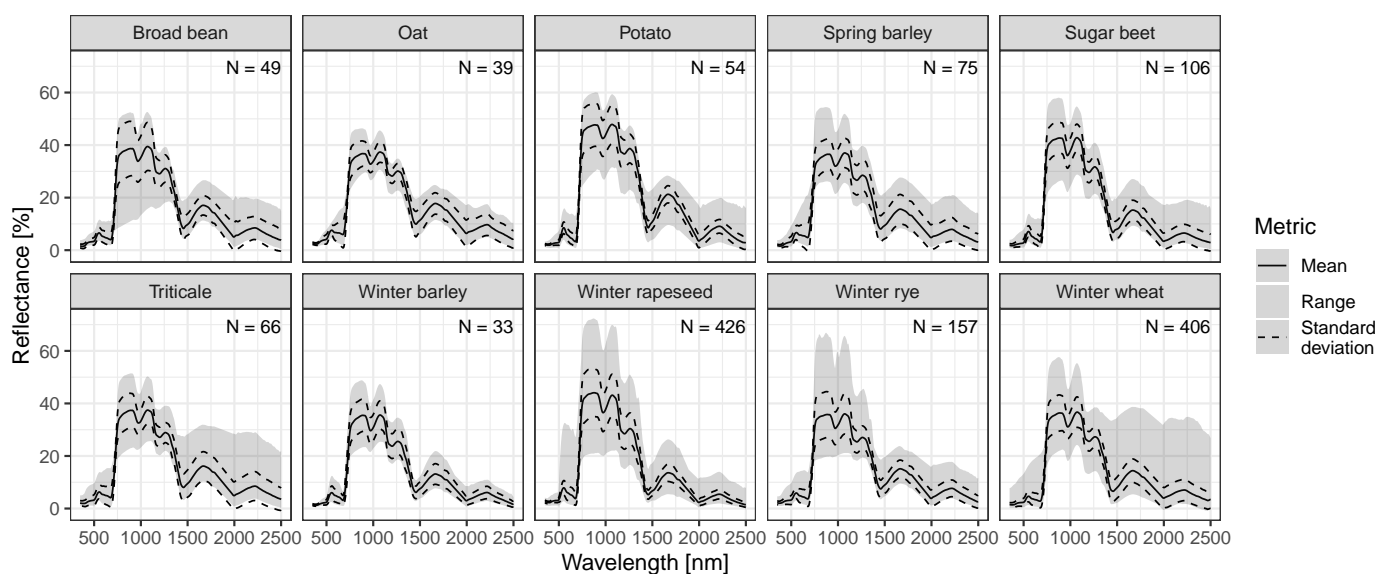 Broad bean
Oat
Potato
Spring barley
Sugar beet
N = 49
N = 39
N = 54
N = 75
N = 106
60
40
20
0
Triticale
Winter barley
Winter rapeseed
Winter rye
Winter wheat
N = 66
N = 33
N = 426
N = 157
N = 406
60
40
20
0
500 1000 1500 2000 2500
500 1000 1500 2000 2500
500 1000 1500 2000 2500
500 1000 1500 2000 2500
500 1000 1500 2000 2500
Wavelength [nm]
Reflectance [%]
Metric
Mean
Range
Standard
deviation